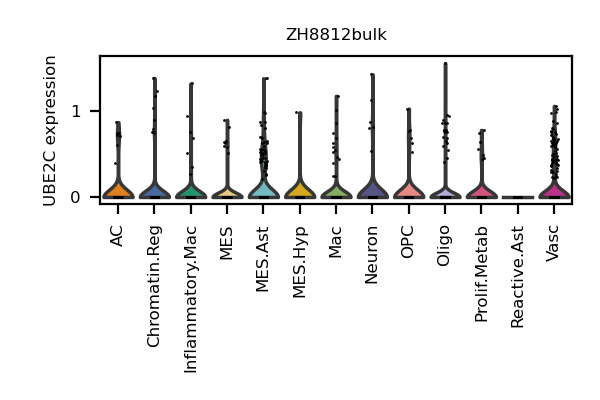 ZH8812bulk
UBE2C expression
1
0
AC
Chromatin.Reg
Inflammatory.Mac
MES
MES.Ast
MES.Hyp
Mac
Neuron
OPC
Oligo
Prolif.Metab
Reactive.Ast
Vasc